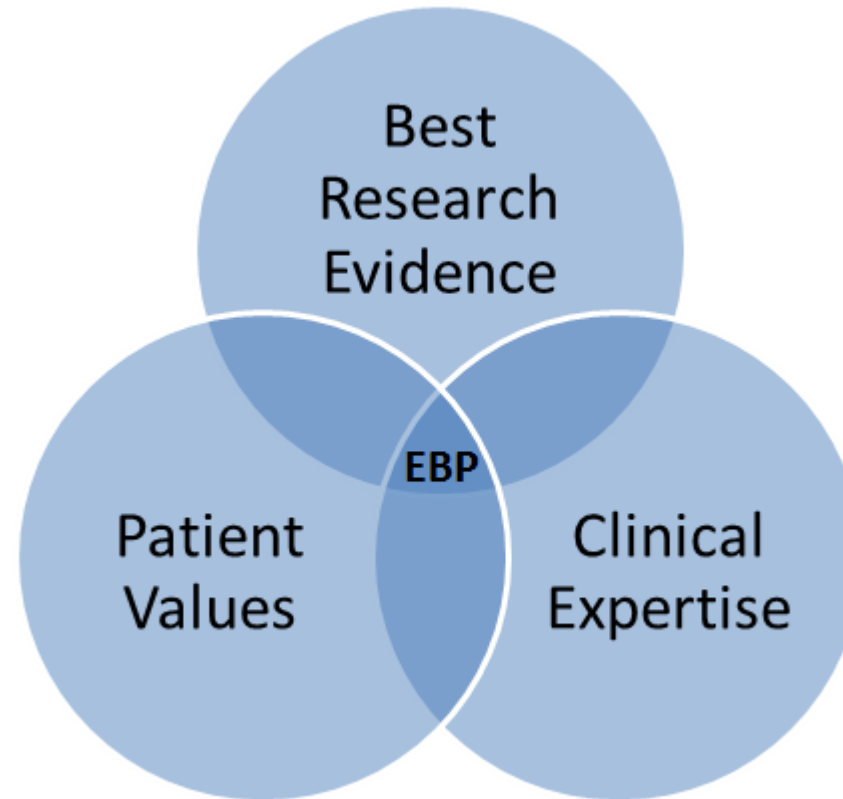 Best
Research
Evidence
EBP
Patient
Values
Clinical
Expertise